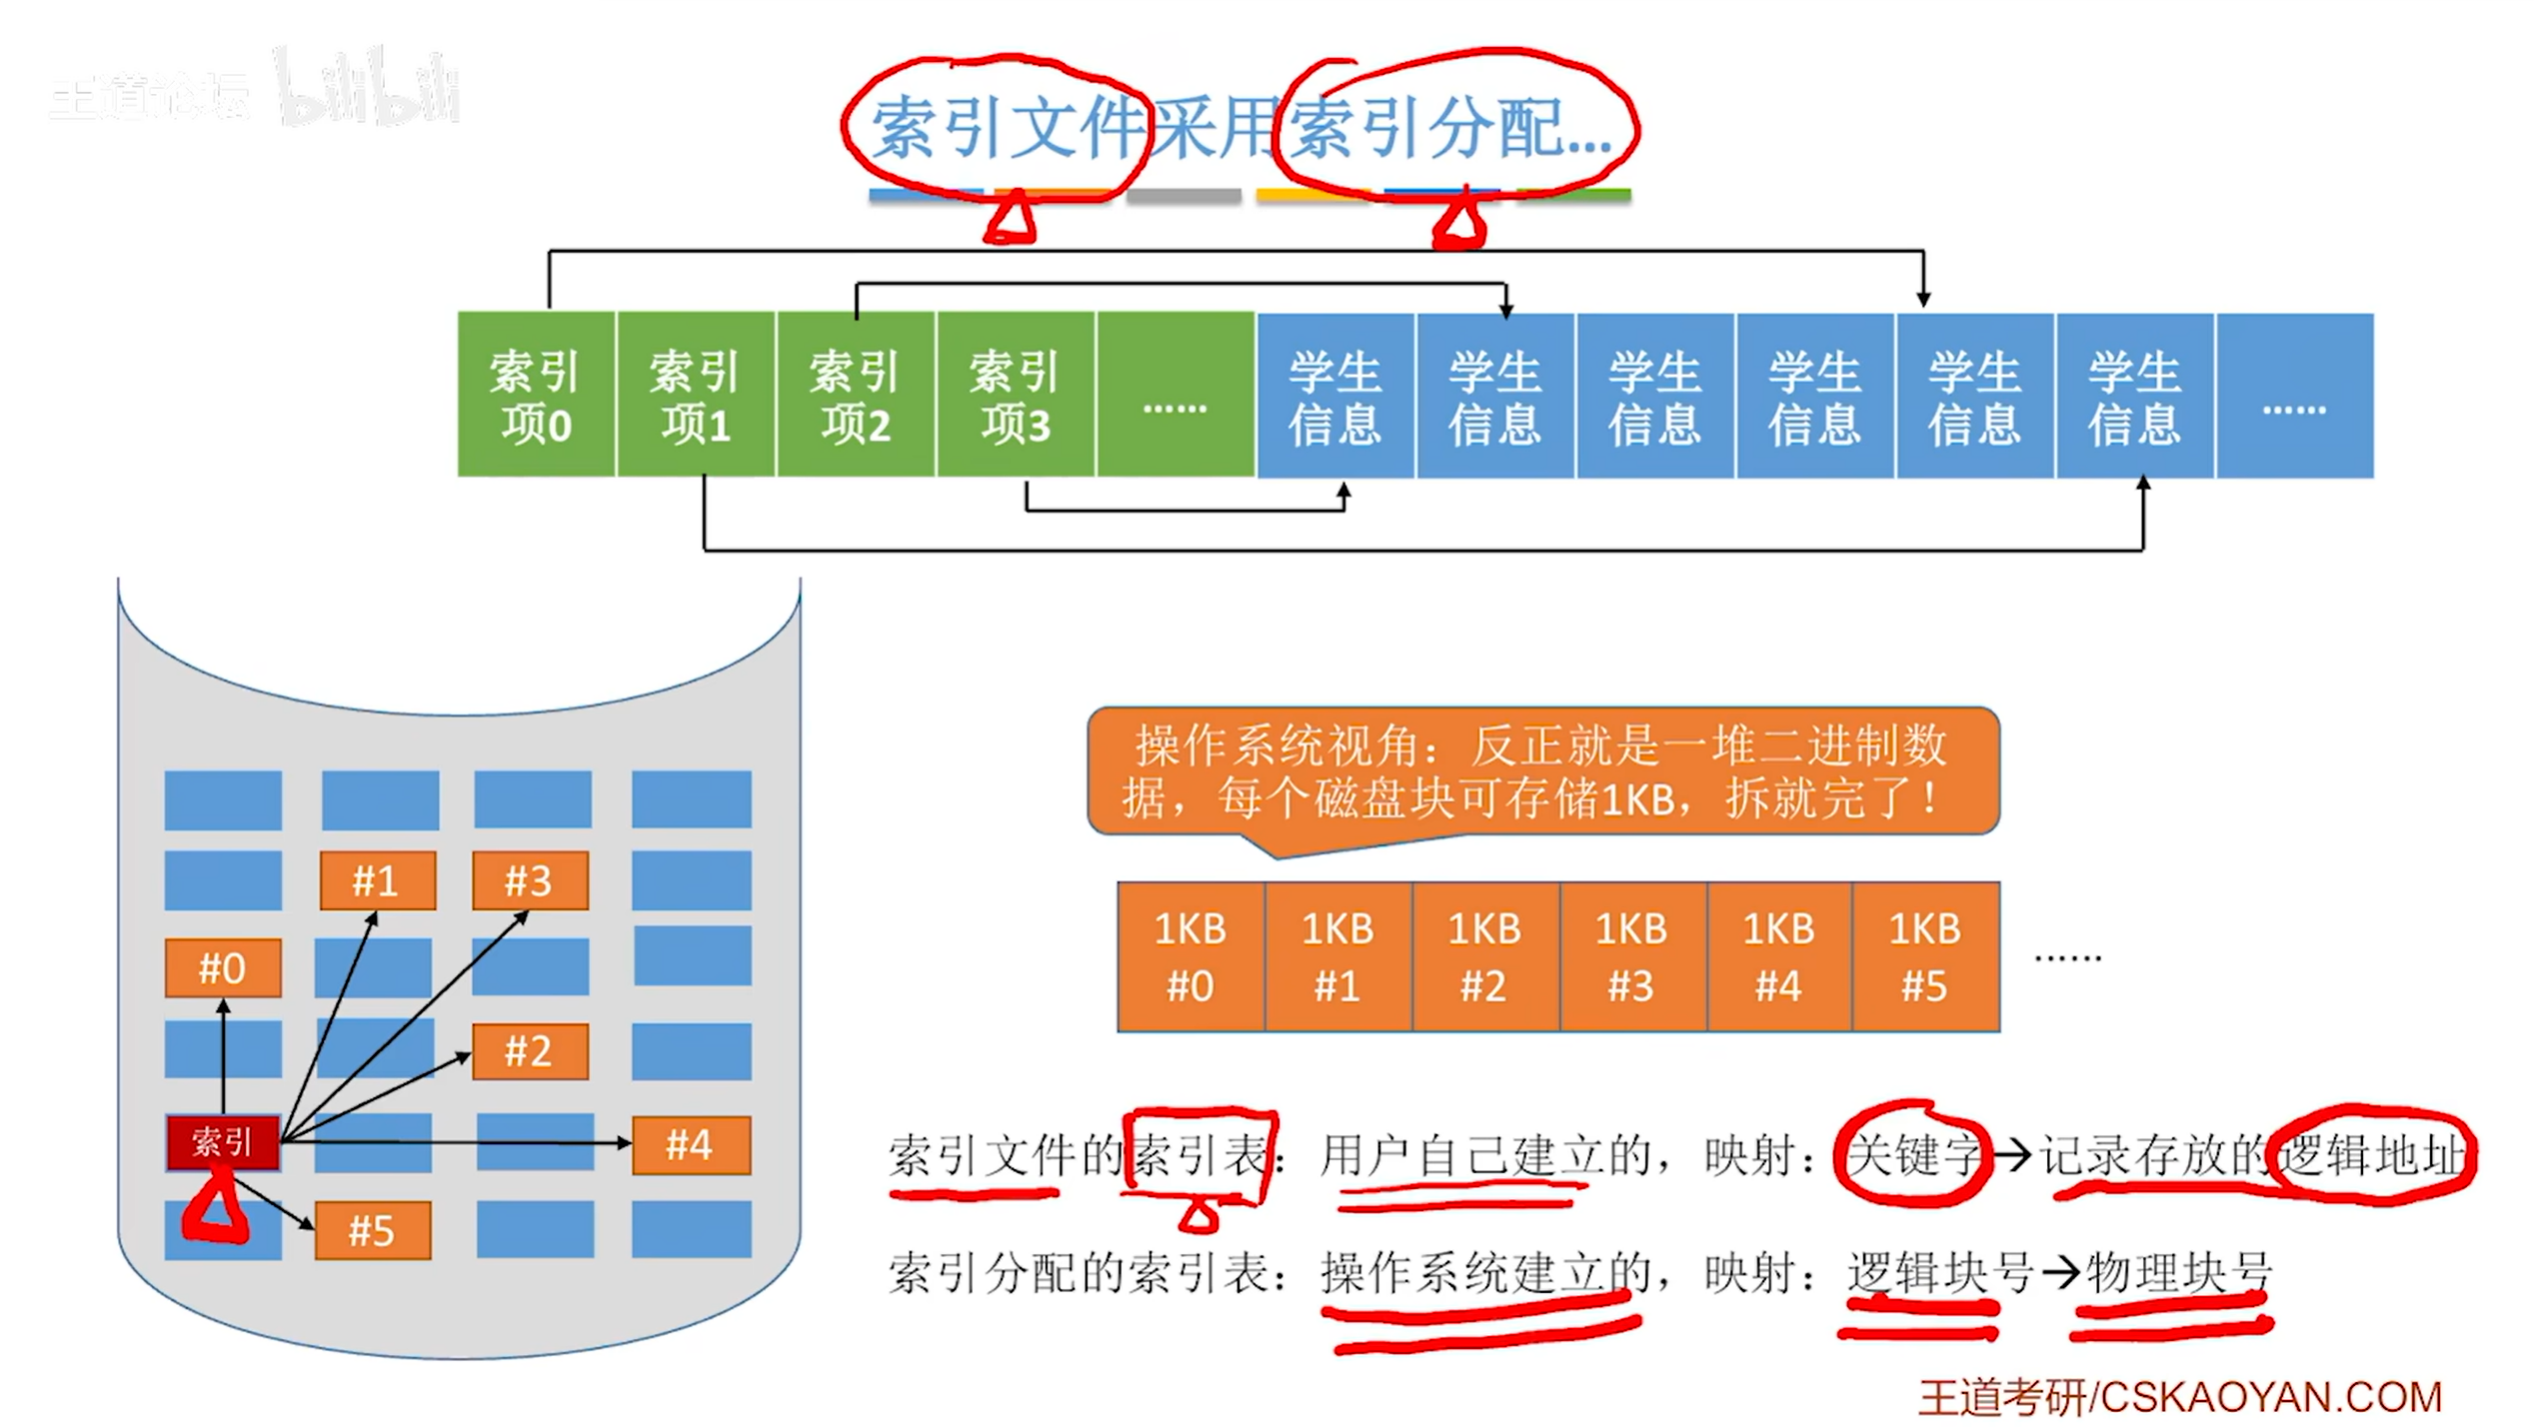 王道论坛 bilibili
索引文件采用索引分配...
索引
项0
索引
项1
索引
项2
索引
项3
......
学生
信息
学生
信息
学生
信息
学生
信息
学生
信息
学生
信息
......
操作系统视角：反正就是一堆二进制数
据，每个磁盘块可存储1KB，拆就完了！
#1
#3
#0
#2
索引
#4
#5
1KB
#0
1KB
#1
1KB
#2
1KB
#3
1KB
#4
1KB
#5
......
索引文件的索引表：用户自己建立的，映射：关键字→记录存放的逻辑地址
索引分配的索引表：操作系统建立的，映射：逻辑块号→物理块号
王道考研/CSKAOYAN.COM